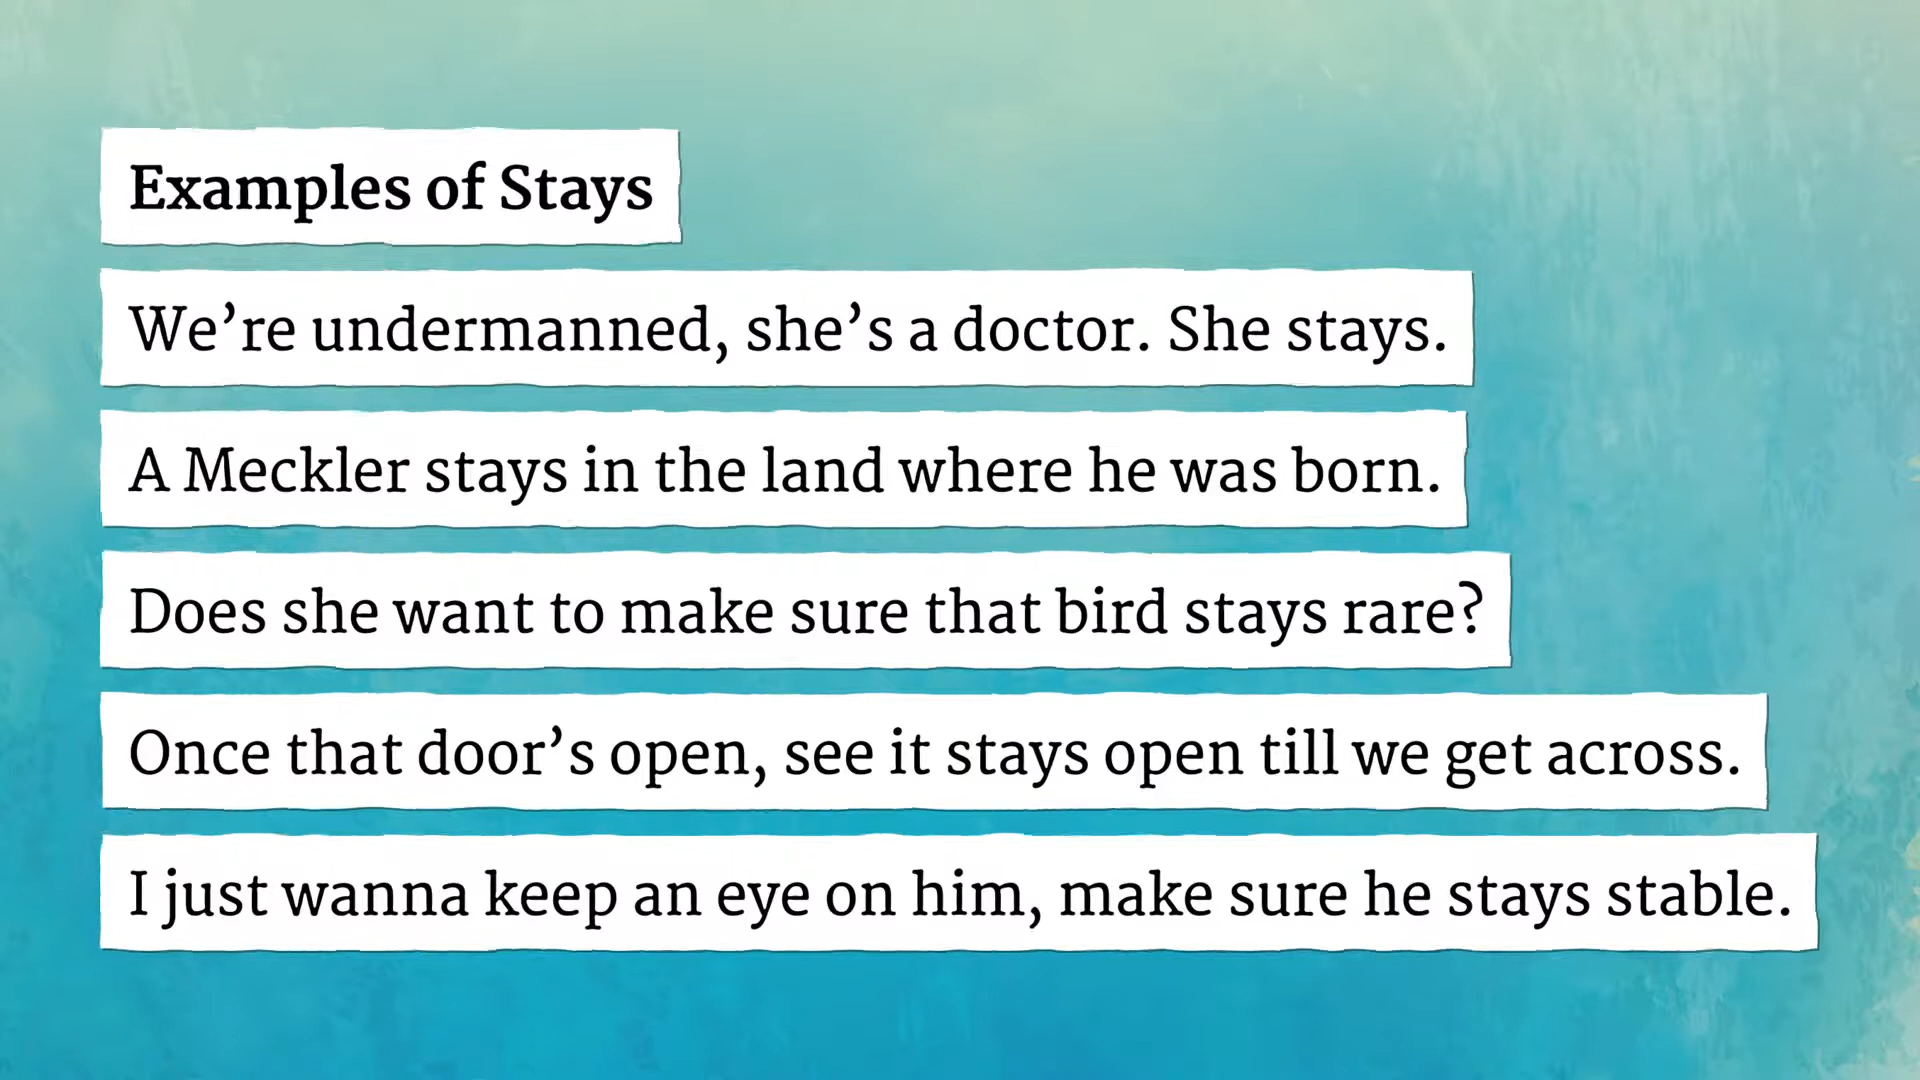 Examples of Stays
We’re undermanned, she’s a doctor. She stays.
A Meckler stays in the land where he was born.
Does she want to make sure that bird stays rare?
Once that door’s open, see it stays open till we get across.
I just wanna keep an eye on him, make sure he stays stable.